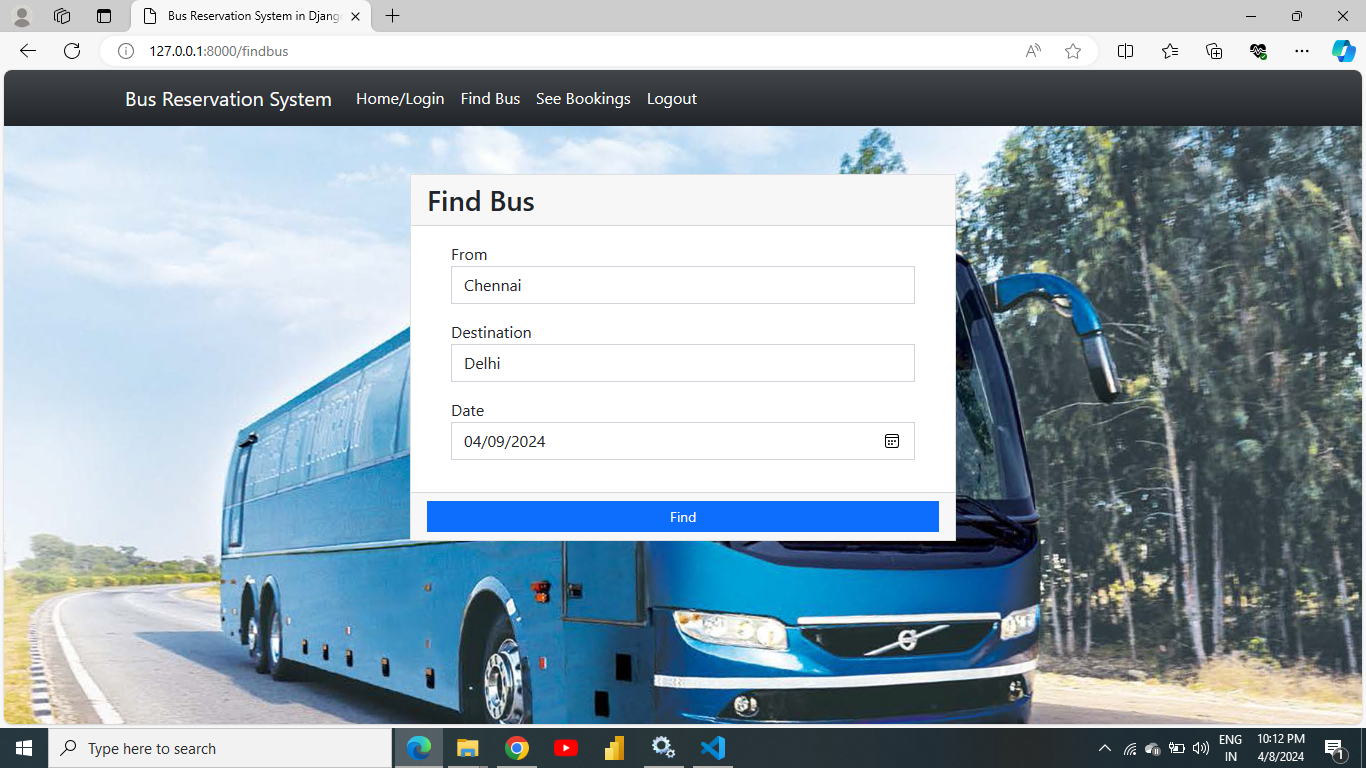 Bus Reservation System in Djang
127.0.0.1:8000/findbus
Bus Reservation System
Home/Login
Find Bus
See Bookings
Logout
Find Bus
From
Chennai
Destination
Delhi
Date
04/09/2024
Find
Type here to search
ENG
IN
10:12 PM
4/8/2024
1